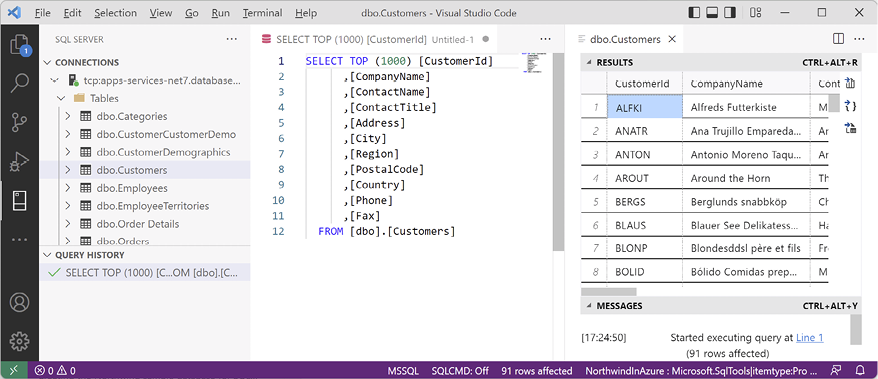 File Edit Selection View Go Run Terminal Help dbo.Customers - Visual Studio Code
1
SQL SERVER ...
CONNECTIONS
tcp:apps-services-net7.database...
Tables
dbo.Categories
dbo.CustomerCustomerDemo
dbo.CustomerDemographics
dbo.Customers
dbo.Employees
dbo.EmployeeTerritories
dbo.Order Details
dbo.Orders
QUERY HISTORY
SELECT TOP (1000) [C...OM [dbo].[C...
SELECT TOP (1000) [CustomerId] Untitled-1 ...
1 SELECT TOP (1000) [CustomerId]
2 ,[CompanyName]
3 ,[ContactName]
4 ,[ContactTitle]
5 ,[Address]
6 ,[City]
7 ,[Region]
8 ,[PostalCode]
9 ,[Country]
10 ,[Phone]
11 ,[Fax]
12 FROM [dbo].[Customers]
dbo.Customers ...
RESULTS CTRL+ALT+R
CustomerId CompanyName Cont
1 ALFKI Alfreds Futterkiste M
2 ANATR Ana Trujillo Empareda... Ar
3 ANTON Antonio Moreno Taqu... Ar
4 AROUT Around the Horn Th
5 BERGS Berglunds snabbköp Ch
6 BLAUS Blauer See Delikatess... Ha
7 BLONP Blondesddsl père et fils Fr
8 BOLID Bólido Comidas prep... M
MESSAGES CTRL+ALT+Y
[17:24:50] Started executing query at Line 1
(91 rows affected)
0 0 MSSQL SQLCMD: Off 91 rows affected NorthwindInAzure : Microsoft.SqlTools|itemtype:Pro ...